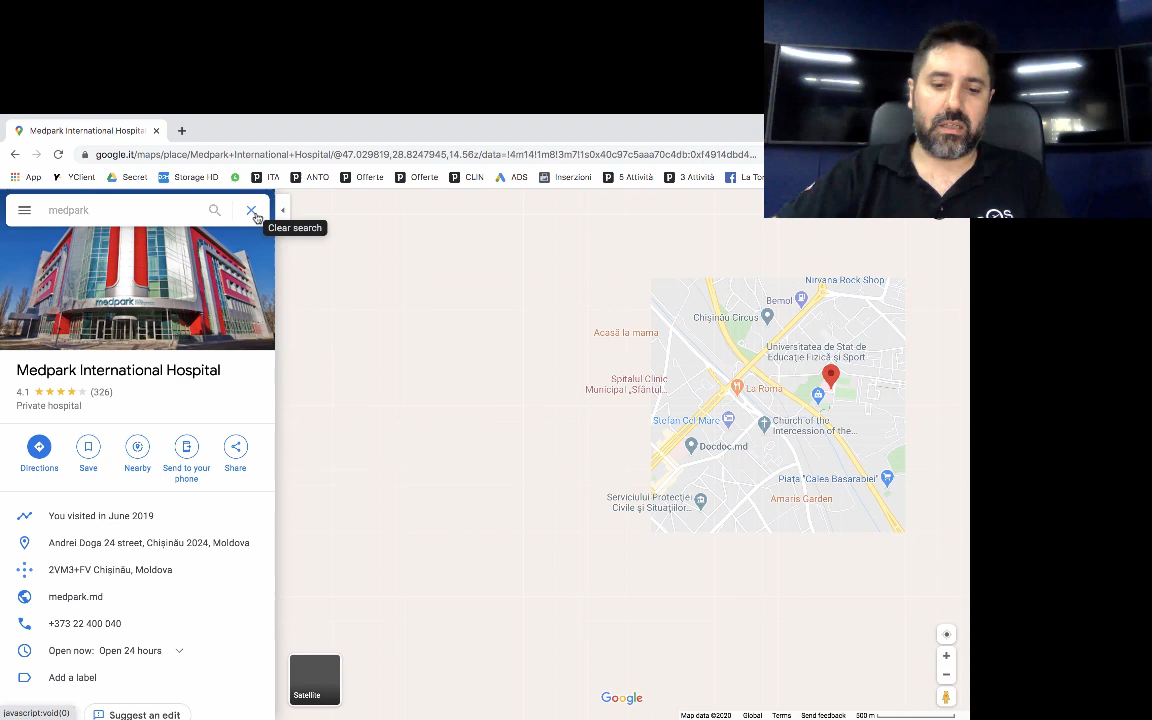 Medpark International Hospita
google.it/maps/place/Medpark+International+Hospital/@47.029819,28.8247945,14.56z/data=!4m14!1m8!3m7!1s0x40c97c5aaa70c4db:0xf4914dbd4...
App YClient Secret Storage HD ITA ANTO Offerte Offerte CLIN ADS Inserzioni 5 Attività 3 Attività La To
medpark
Clear search
medpark
Medpark International Hospital
4.1 (326)
Private hospital
Directions Save Nearby Send to your phone Share
You visited in June 2019
Andrei Doga 24 street, Chișinău 2024, Moldova
2VM3+FV Chișinău, Moldova
medpark.md
+373 22 400 040
Open now: Open 24 hours
Add a label
Suggest an edit
javascript:void(0)
Nirvana Rock Shop
Bemol
Chișinău Circus
Acasă la mama
Universitatea de Stat de
Educație Fizică și Sport
Spitalul Clinic
Municipal „Sfântul...
La Roma
Stefan Cel Mare
Church of the
Intercession of the...
Docdoc.md
Piața "Calea Basarabiei"
Serviciului Protecției
Civile și Situațiilor...
Amaris Garden
Satellite
Google
Map data ©2020 Global Terms Send feedback 500 m